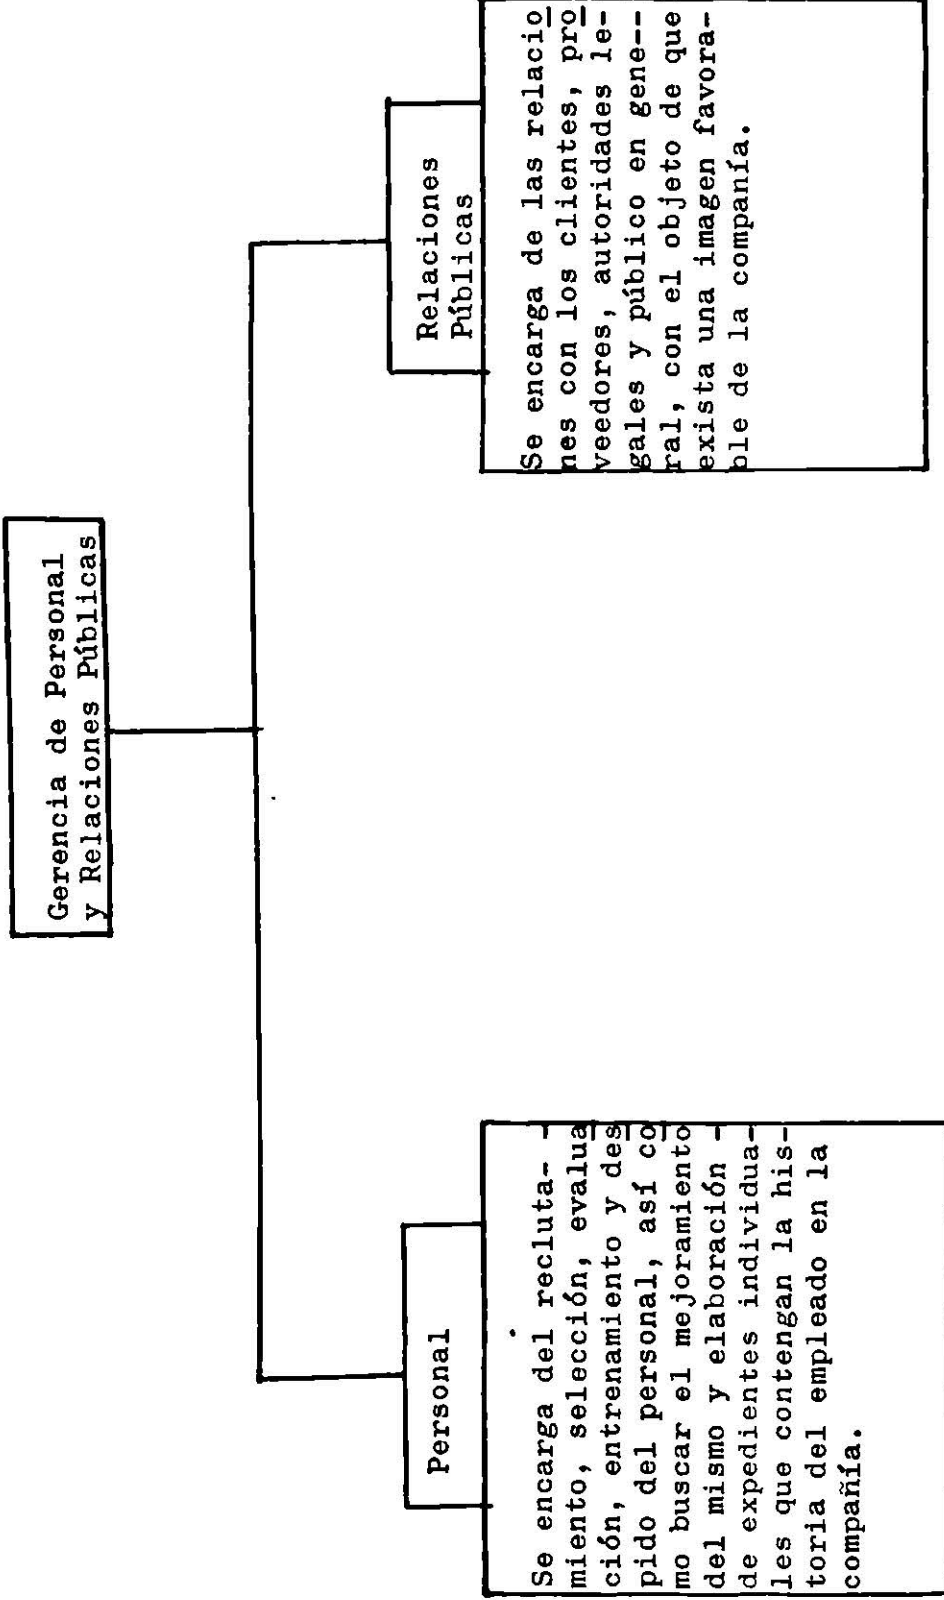 Gerencia de Personal
y Relaciones Públicas
Personal
Se encarga del recluta- -
miento, selección, evalua
ción, entrenamiento y des
pido del personal, así co
mo buscar el mejoramiento
del mismo y elaboración -
de expedientes individua-
les que contengan la his-
toria del empleado en la
compañía.
Relaciones
Públicas
Se encarga de las relacio
nes con los clientes, pro
veedores, autoridades le-
gales y público en gene--
ral, con el objeto de que
exista una imagen favora-
ble de la companía.